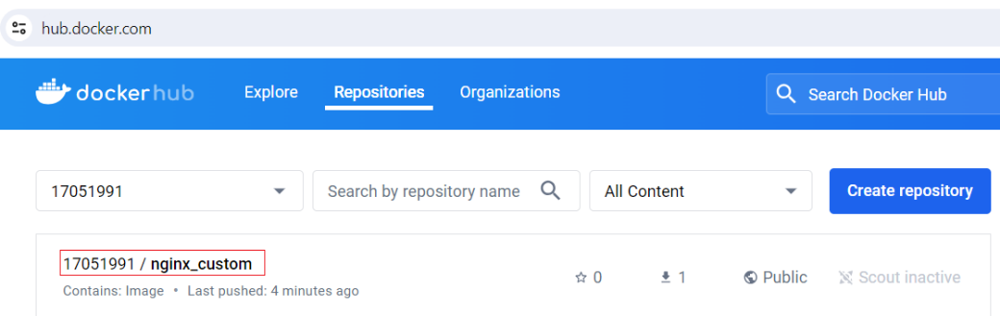 hub.docker.com
dockerhub Explore Repositories Organizations Search Docker Hub
17051991 Search by repository name All Content Create repository
17051991 / nginx_custom
☆ 0 1 Public Scout inactive
Contains: Image • Last pushed: 4 minutes ago